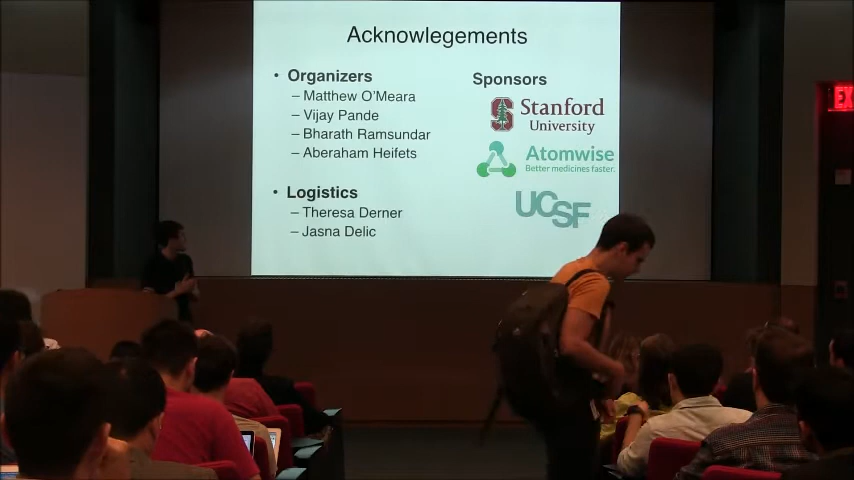 Acknowlegements
• Organizers
– Matthew O'Meara
– Vijay Pande
– Bharath Ramsundar
– Aberaham Heifets
• Logistics
– Theresa Derner
– Jasna Delic
Sponsors
Stanford
University
Atomwise
Better medicines faster.
UCSF
EX